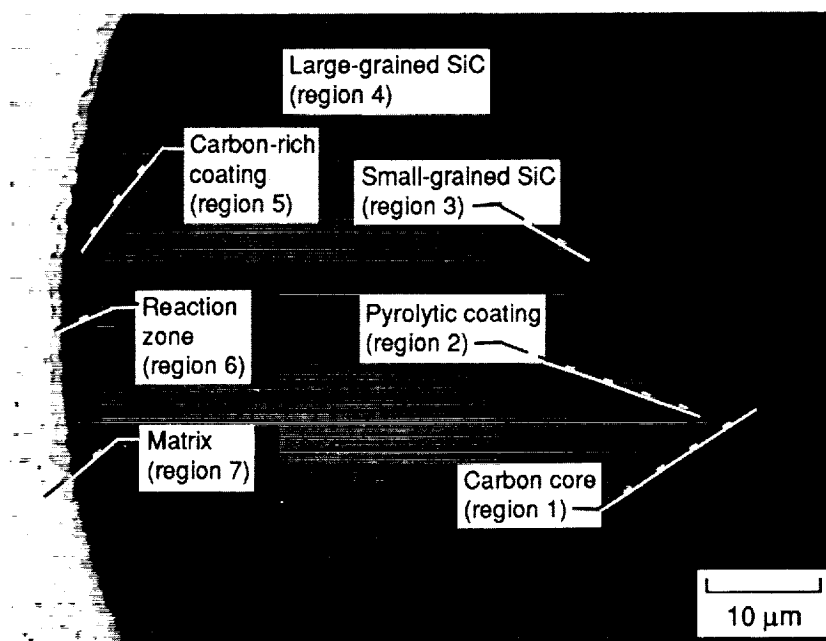 Large-grained SiC
(region 4)
Carbon-rich
coating
(region 5)
Small-grained SiC
(region 3)
Reaction
zone
(region 6)
Pyrolytic coating
(region 2)
Matrix
(region 7)
Carbon core
(region 1)
10 μm